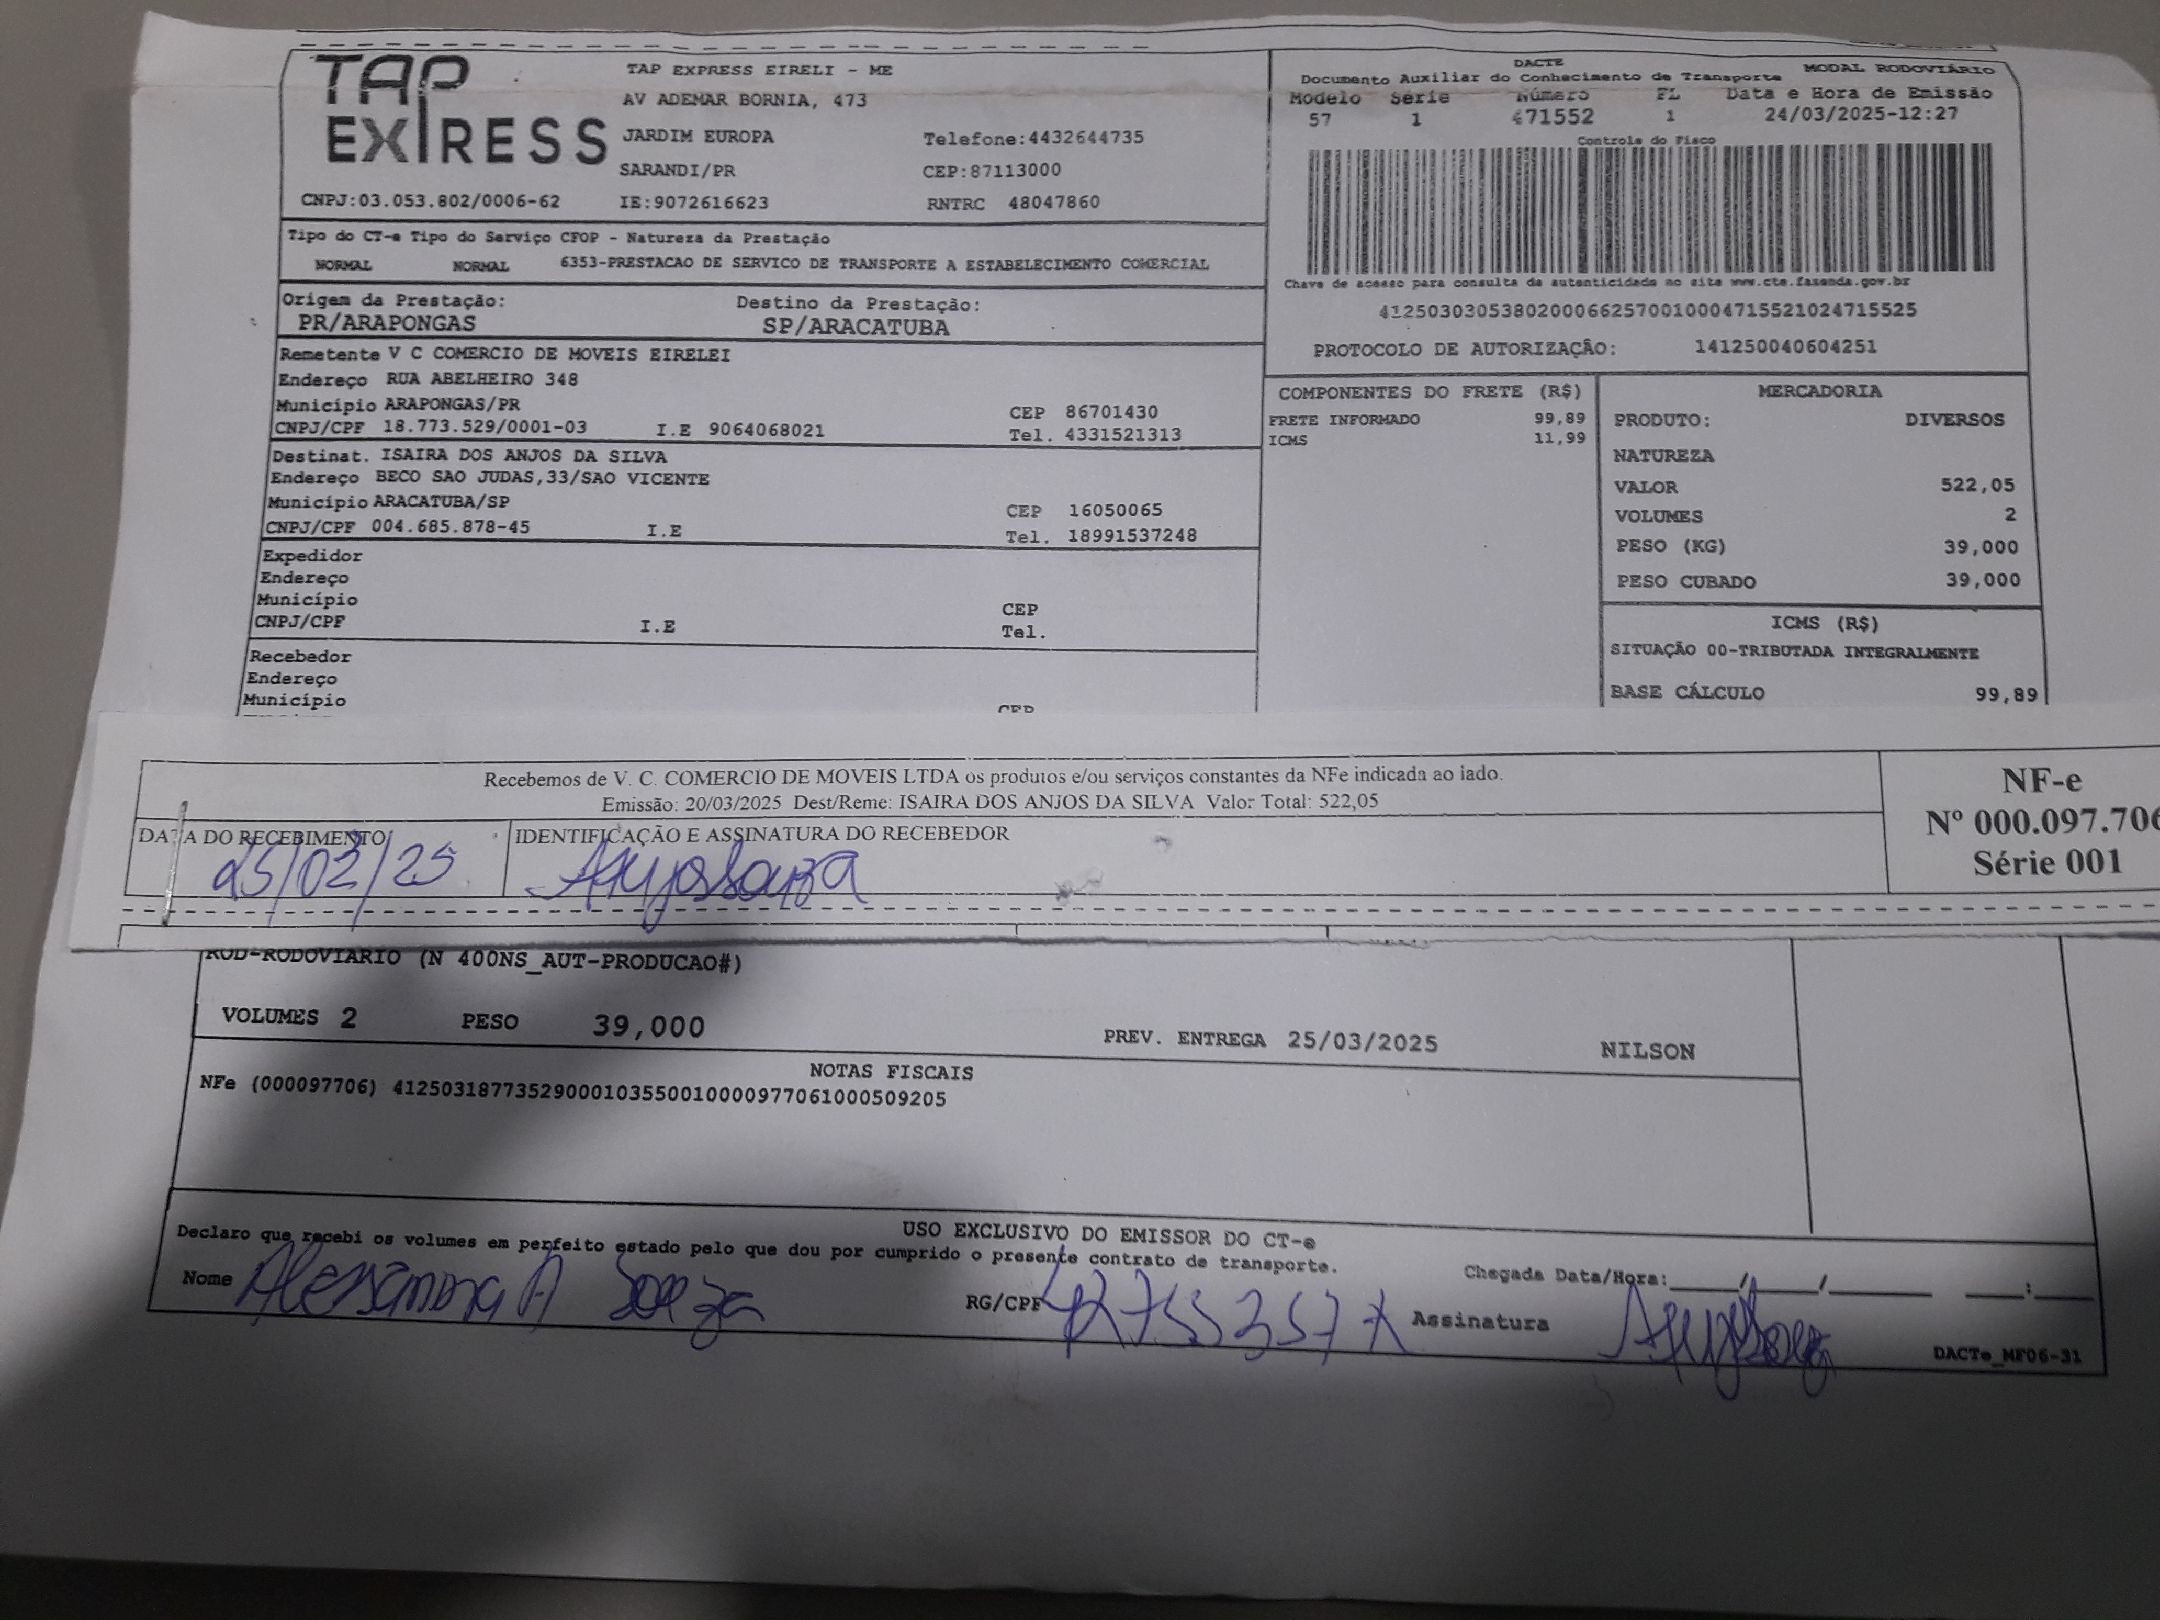 TAP EXPRESS
TAP EXPRESS EIRELI - ME
AV ADEMAR BORNIA, 473
JARDIM EUROPA Telefone:4432644735
SARANDI/PR CEP:87113000
CNPJ:03.053.802/0006-62 IE:9072616623 RNTRC 48047860
DACTE
Documento Auxiliar do Conhecimento de Transporte MODAL RODOVIÁRIO
Modelo Série Número FL Data e Hora de Emissão
57 1 471552 1 24/03/2025-12:27
Controle do Fisco
Chave de acesso para consulta de autenticidade no site www.cte.fazenda.gov.br
41250303053802000662570010004715521024715525
PROTOCOLO DE AUTORIZAÇÃO: 141250040604251
Tipo do CT-e Tipo do Serviço CFOP - Natureza da Prestação
NORMAL NORMAL 6353-PRESTACAO DE SERVICO DE TRANSPORTE A ESTABELECIMENTO COMERCIAL
Origem da Prestação: Destino da Prestação:
PR/ARAPONGAS SP/ARACATUBA
Remetente V C COMERCIO DE MOVEIS EIRELEI
Endereço RUA ABELHEIRO 348
Município ARAPONGAS/PR CEP 86701430
CNPJ/CPF 18.773.529/0001-03 I.E 9064068021 Tel. 4331521313
Destinat. ISAIRA DOS ANJOS DA SILVA
Endereço BECO SAO JUDAS,33/SAO VICENTE
Município ARACATUBA/SP CEP 16050065
CNPJ/CPF 004.685.878-45 I.E Tel. 18991537248
Expedidor
Endereço
Município CEP
CNPJ/CPF I.E Tel.
Recebedor
Endereço
Município CEP
COMPONENTES DO FRETE (R$)
FRETE INFORMADO 99,89
ICMS 11,99
MERCADORIA
PRODUTO: DIVERSOS
NATUREZA
VALOR 522,05
VOLUMES 2
PESO (KG) 39,000
PESO CUBADO 39,000
ICMS (R$)
SITUAÇÃO 00-TRIBUTADA INTEGRALMENTE
BASE CÁLCULO 99,89
Recebemos de V. C. COMERCIO DE MOVEIS LTDA os produtos e/ou serviços constantes da NFe indicada ao lado.
Emissão: 20/03/2025 Dest/Reme: ISAIRA DOS ANJOS DA SILVA Valor Total: 522,05
DATA DO RECEBIMENTO IDENTIFICAÇÃO E ASSINATURA DO RECEBEDOR
25/03/25
NF-e
Nº 000.097.706
Série 001
ROD-RODOVIARIO (N 400NS_AUT-PRODUCAO#)
VOLUMES 2 PESO 39,000 PREV. ENTREGA 25/03/2025 NILSON
NOTAS FISCAIS
NFe (000097706) 41250318773529000103550010000977061000509205
USO EXCLUSIVO DO EMISSOR DO CT-e
Declaro que recebi os volumes em perfeito estado pelo que dou por cumprido o presente contrato de transporte.
Chegada Data/Hora:____/____/____ ___:___
Nome Alessandra A Souza RG/CPF 42755357X Assinatura
DACTe_MF06-31